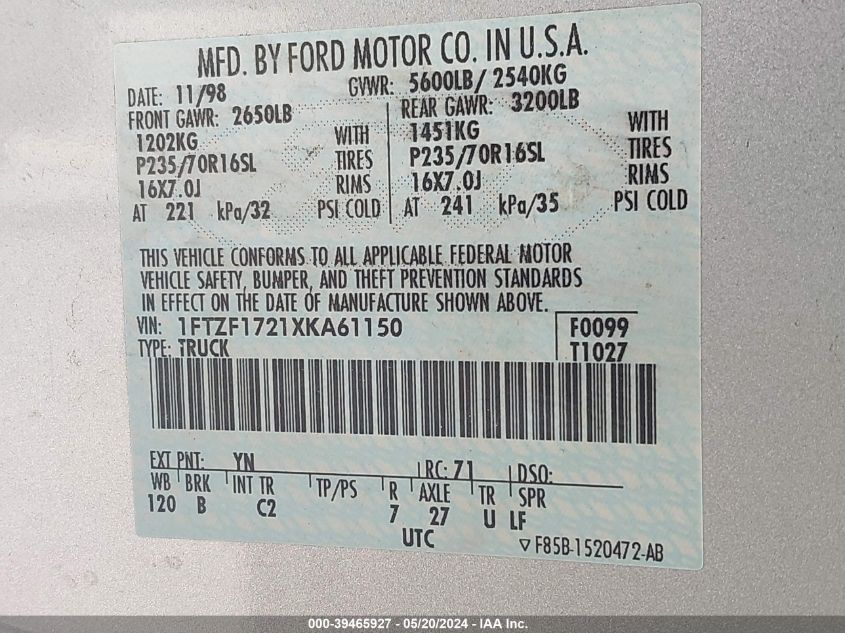 MFD. BY FORD MOTOR CO. IN U.S.A.
DATE: 11/98 GVWR: 5600LB/ 2540KG
FRONT GAWR: 2650LB REAR GAWR: 3200LB
1202KG WITH 1451KG WITH
P235/70R16SL TIRES P235/70R16SL TIRES
16X7.0J RIMS 16X7.0J RIMS
AT 221 kPa/32 PSI COLD AT 241 kPa/35 PSI COLD
THIS VEHICLE CONFORMS TO ALL APPLICABLE FEDERAL MOTOR
VEHICLE SAFETY, BUMPER, AND THEFT PREVENTION STANDARDS
IN EFFECT ON THE DATE OF MANUFACTURE SHOWN ABOVE.
VIN: 1FTZF1721XKA61150 F0099
TYPE: TRUCK T1027
EXT PNT: YN RC: 71 DSO:
WB BRK INT TR TP/PS R AXLE TR SPR
120 B C2 7 27 U LF
UTC ▽ F85B-1520472-AB
000-39465927 - 05/20/2024 - IAA Inc.